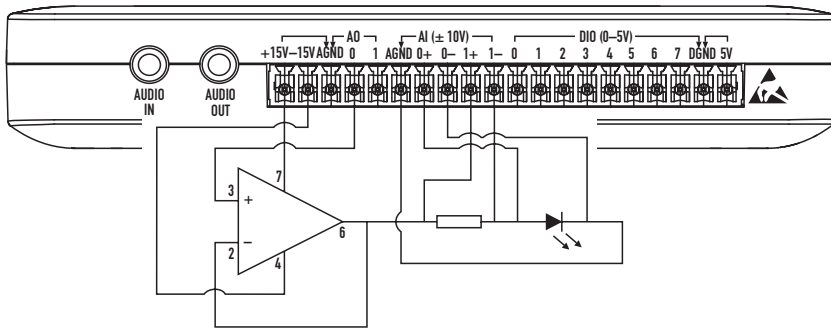 AO AI (± 10V) DIO (0–5V)
+15V –15V AGND 0 1 AGND 0+ 0– 1+ 1– 0 1 2 3 4 5 6 7 DGND 5V
AUDIO IN
AUDIO OUT
7
3 +
6
2 –
4